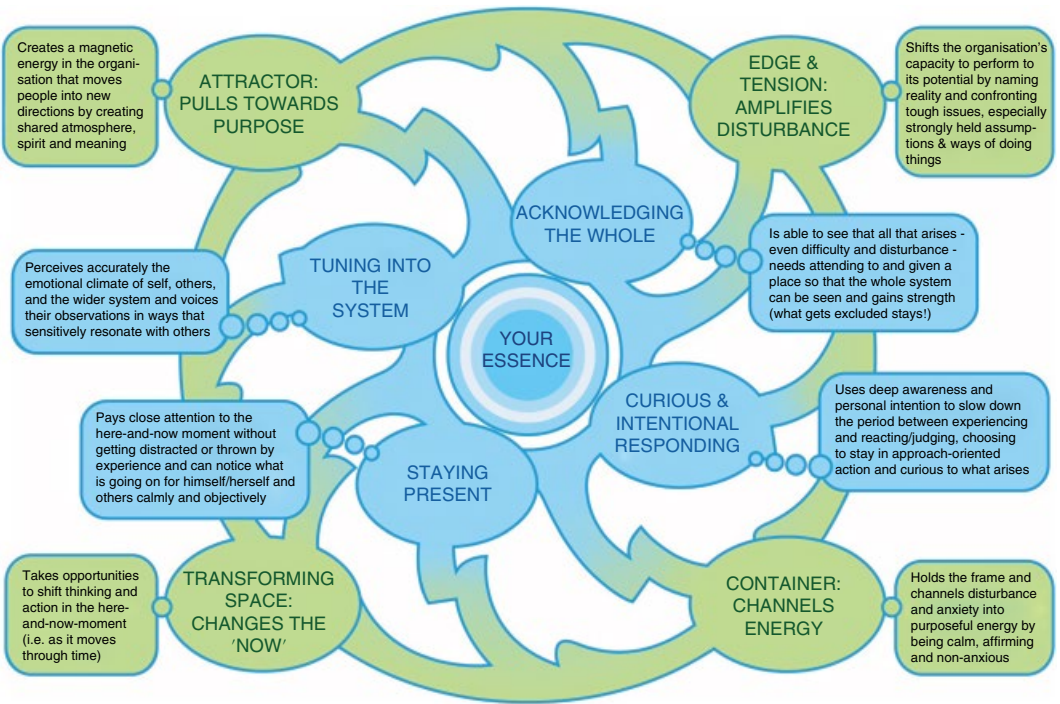 Creates a magnetic
energy in the organi-
sation that moves
people into new
directions by creating
shared atmosphere,
spirit and meaning
ATTRACTOR:
PULLS TOWARDS
PURPOSE
EDGE &
TENSION:
AMPLIFIES
DISTURBANCE
Shifts the organisation's
capacity to perform to
its potential by naming
reality and confronting
tough issues, especially
strongly held assump-
tions & ways of doing
things
ACKNOWLEDGING
THE WHOLE
Is able to see that all that arises -
even difficulty and disturbance -
needs attending to and given a
place so that the whole system
can be seen and gains strength
(what gets excluded stays!)
Perceives accurately the
emotional climate of self, others,
and the wider system and voices
their observations in ways that
sensitively resonate with others
TUNING INTO
THE
SYSTEM
YOUR
ESSENCE
CURIOUS &
INTENTIONAL
RESPONDING
Uses deep awareness and
personal intention to slow down
the period between experiencing
and reacting/judging, choosing
to stay in approach-oriented
action and curious to what arises
Pays close attention to the
here-and-now moment without
getting distracted or thrown by
experience and can notice what
is going on for himself/herself and
others calmly and objectively
STAYING
PRESENT
Takes opportunities
to shift thinking and
action in the here-
and-now-moment
(i.e. as it moves
through time)
TRANSFORMING
SPACE:
CHANGES THE
'NOW'
CONTAINER:
CHANNELS
ENERGY
Holds the frame and
channels disturbance
and anxiety into
purposeful energy by
being calm, affirming
and non-anxious